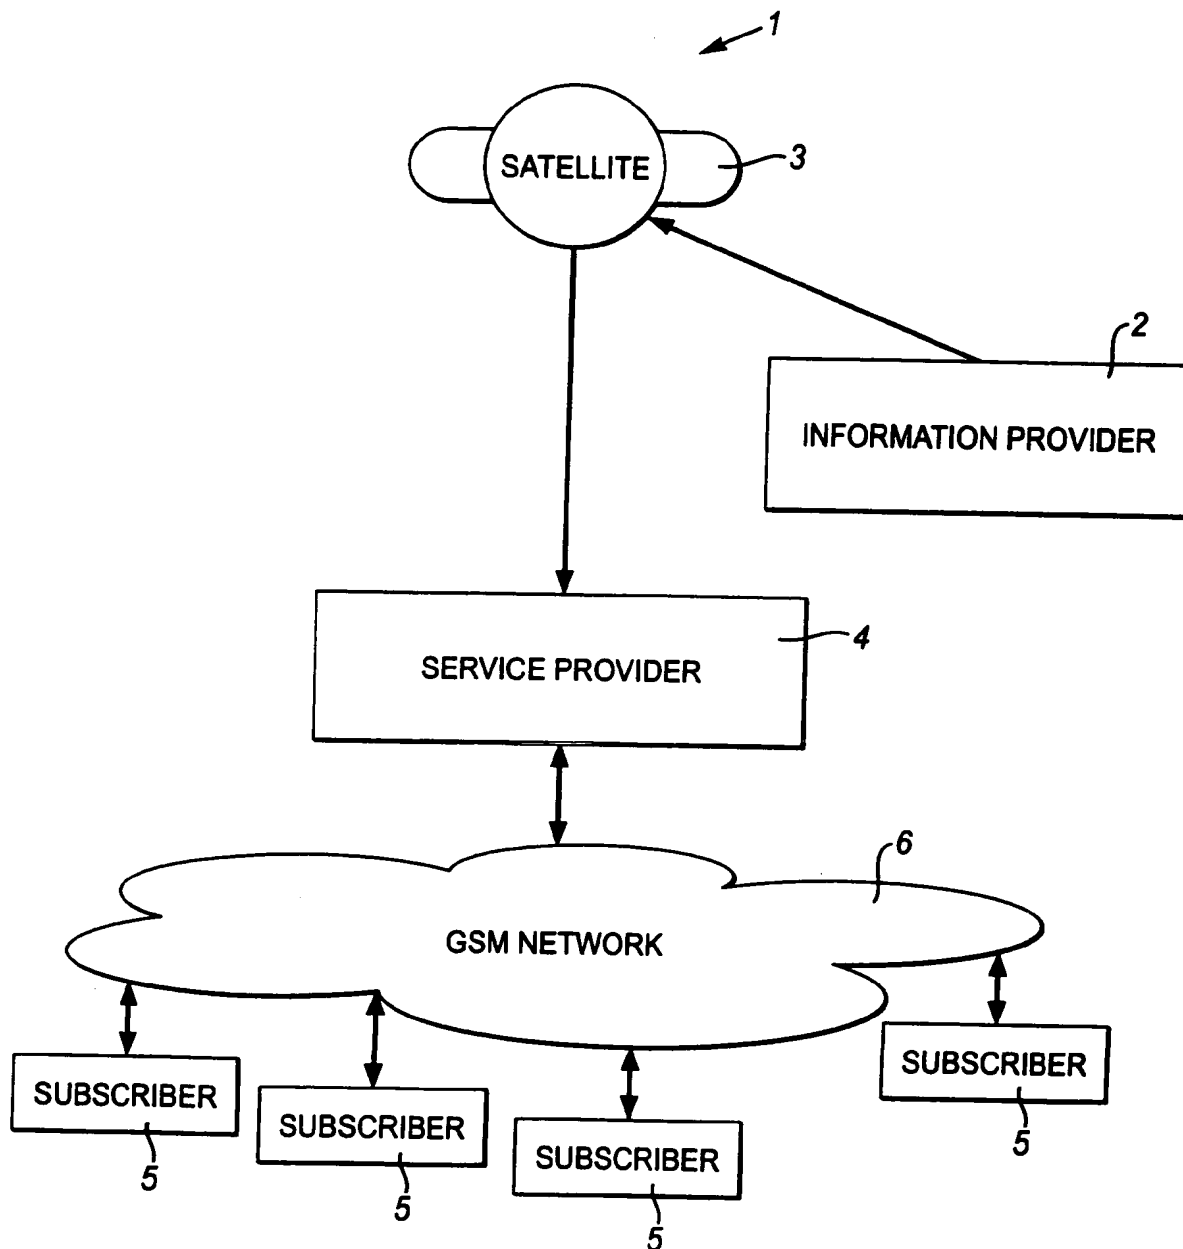 1
SATELLITE
3
2
INFORMATION PROVIDER
4
SERVICE PROVIDER
6
GSM NETWORK
SUBSCRIBER
SUBSCRIBER
SUBSCRIBER
SUBSCRIBER
5
5
5
5